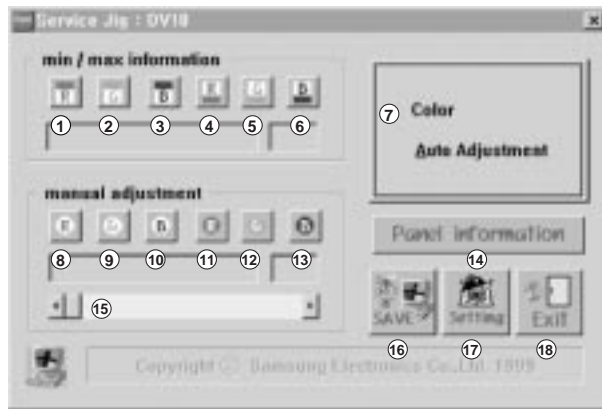 Service Jig : DV18
min / max information
R G B R G B
1 2 3 4 5 6
7 Color
Auto Adjustment
manual adjustment
R G B R G B
8 9 10 11 12 13
Panel information
14
15
SAVE Setting Exit
16 17 18
Copyright Ⓒ Samsung Electronics Co.,Ltd. 1999